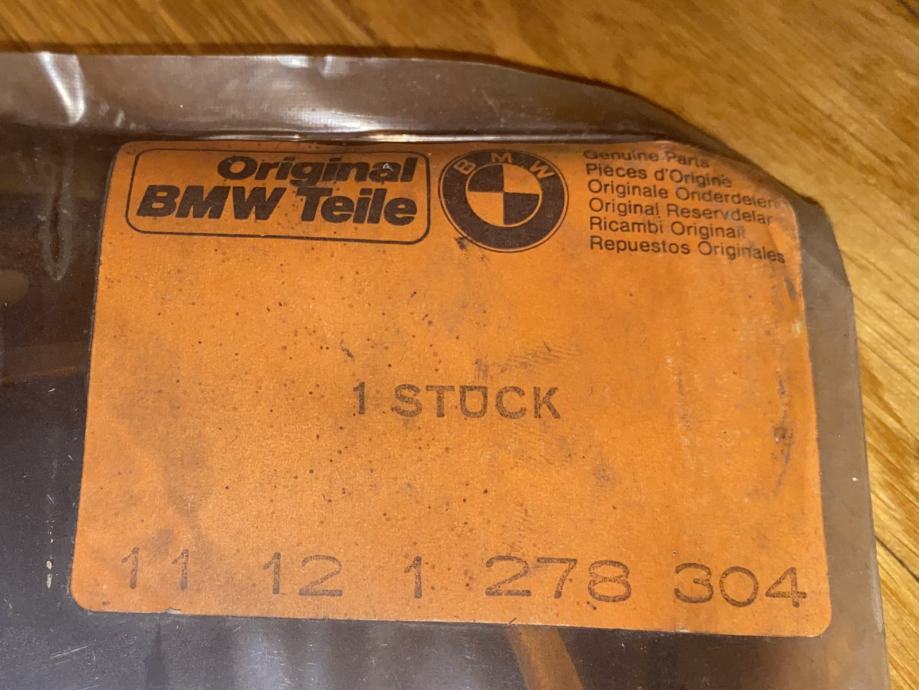 Original
BMW Teile
BMW
Genuine Parts
Pièces d'Origine
Originale Onderdelen
Original Reservdelar
Ricambi Originali
Repuestos Originales
1 STÜCK
11 12 1 278 304